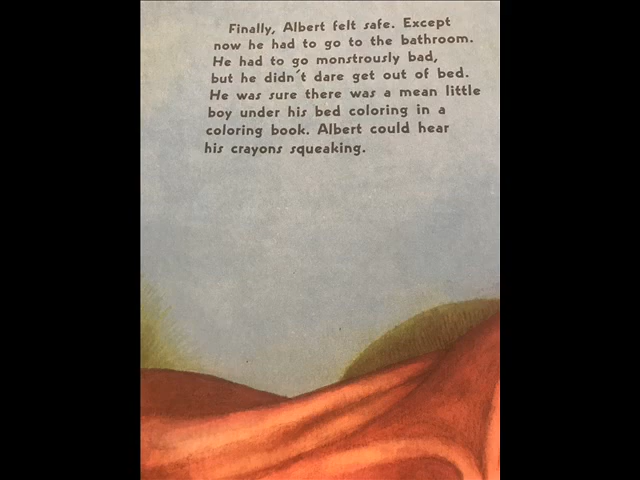 Finally, Albert felt safe. Except
now he had to go to the bathroom.
He had to go monstrously bad,
but he didn't dare get out of bed.
He was sure there was a mean little
boy under his bed coloring in a
coloring book. Albert could hear
his crayons squeaking.